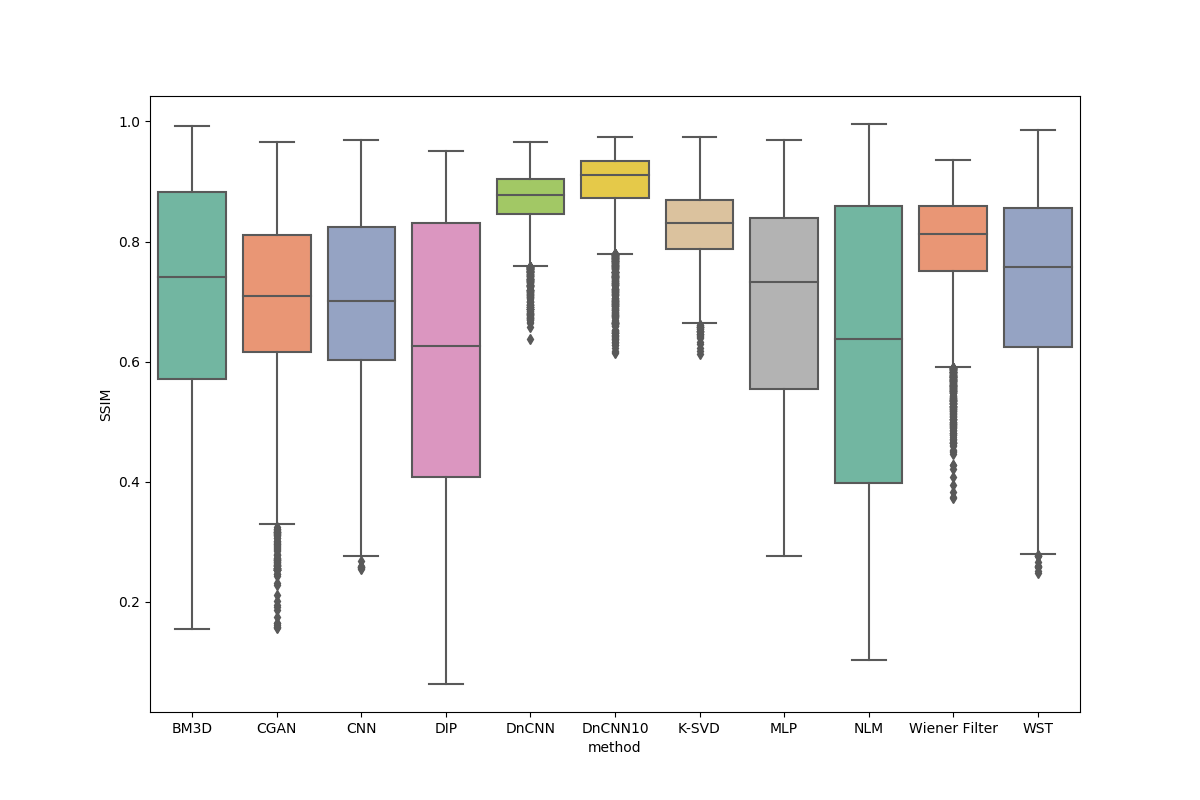 SSIM
1.0
0.8
0.6
0.4
0.2
BM3D CGAN CNN DIP DnCNN DnCNN10 K-SVD MLP NLM Wiener Filter WST
method